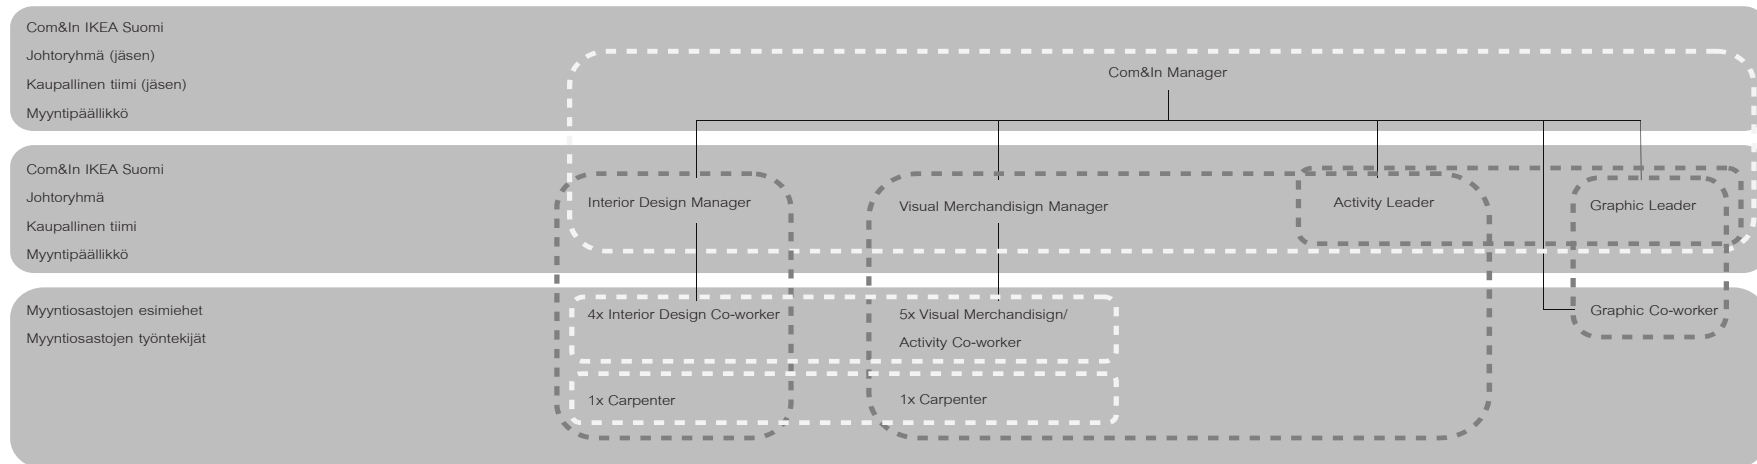 Com&In IKEA Suomi
Johtoryhmä (jäsen)
Kaupallinen tiimi (jäsen)
Myyntipäällikkö
Com&In Manager
Com&In IKEA Suomi
Johtoryhmä
Kaupallinen tiimi
Myyntipäällikkö
Interior Design Manager
Visual Merchandisign Manager
Activity Leader
Graphic Leader
Myyntiosastojen esimiehet
Myyntiosastojen työntekijät
4x Interior Design Co-worker
5x Visual Merchandisign/
Activity Co-worker
Graphic Co-worker
1x Carpenter
1x Carpenter